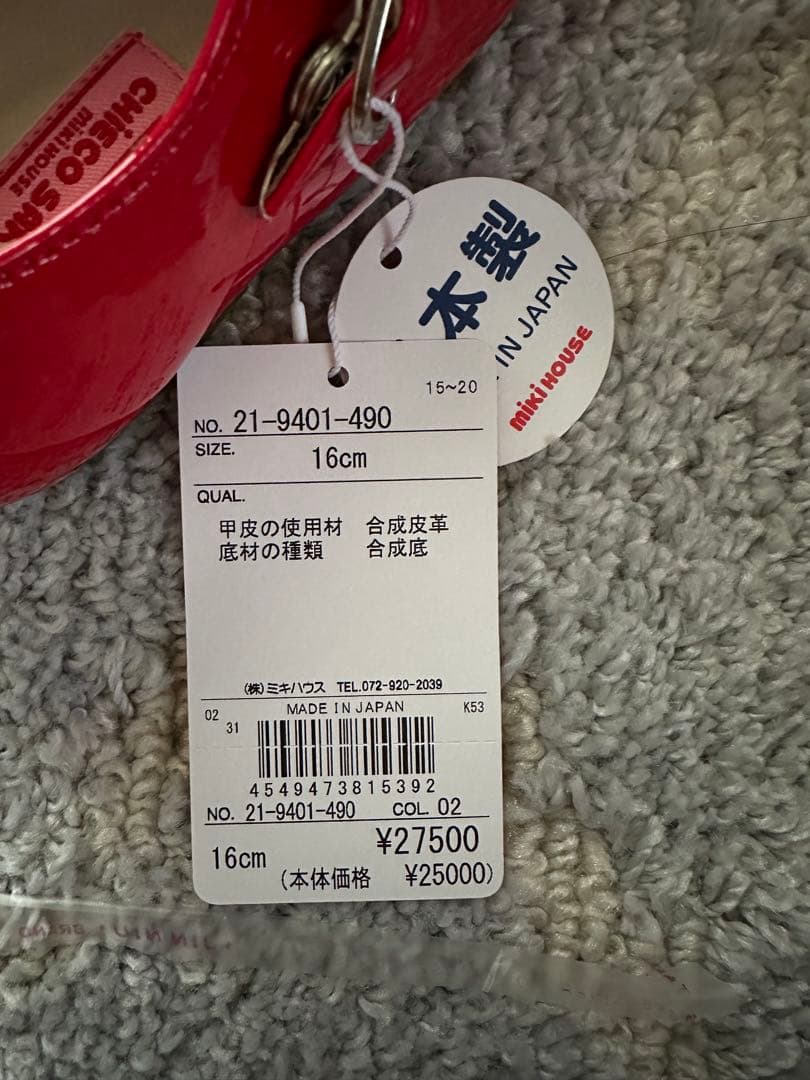 CHiECO SAK
miki HOUSE
本製
IN JAPAN
miki HOUSE
15~20
NO. 21-9401-490
SIZE. 16cm
QUAL.
甲皮の使用材 合成皮革
底材の種類 合成底
(株)ミキハウス TEL.072-920-2039
02 MADE IN JAPAN K53
31
4549473815392
NO. 21-9401-490 COL. 02
¥27500
16cm
(本体価格 ¥25000)